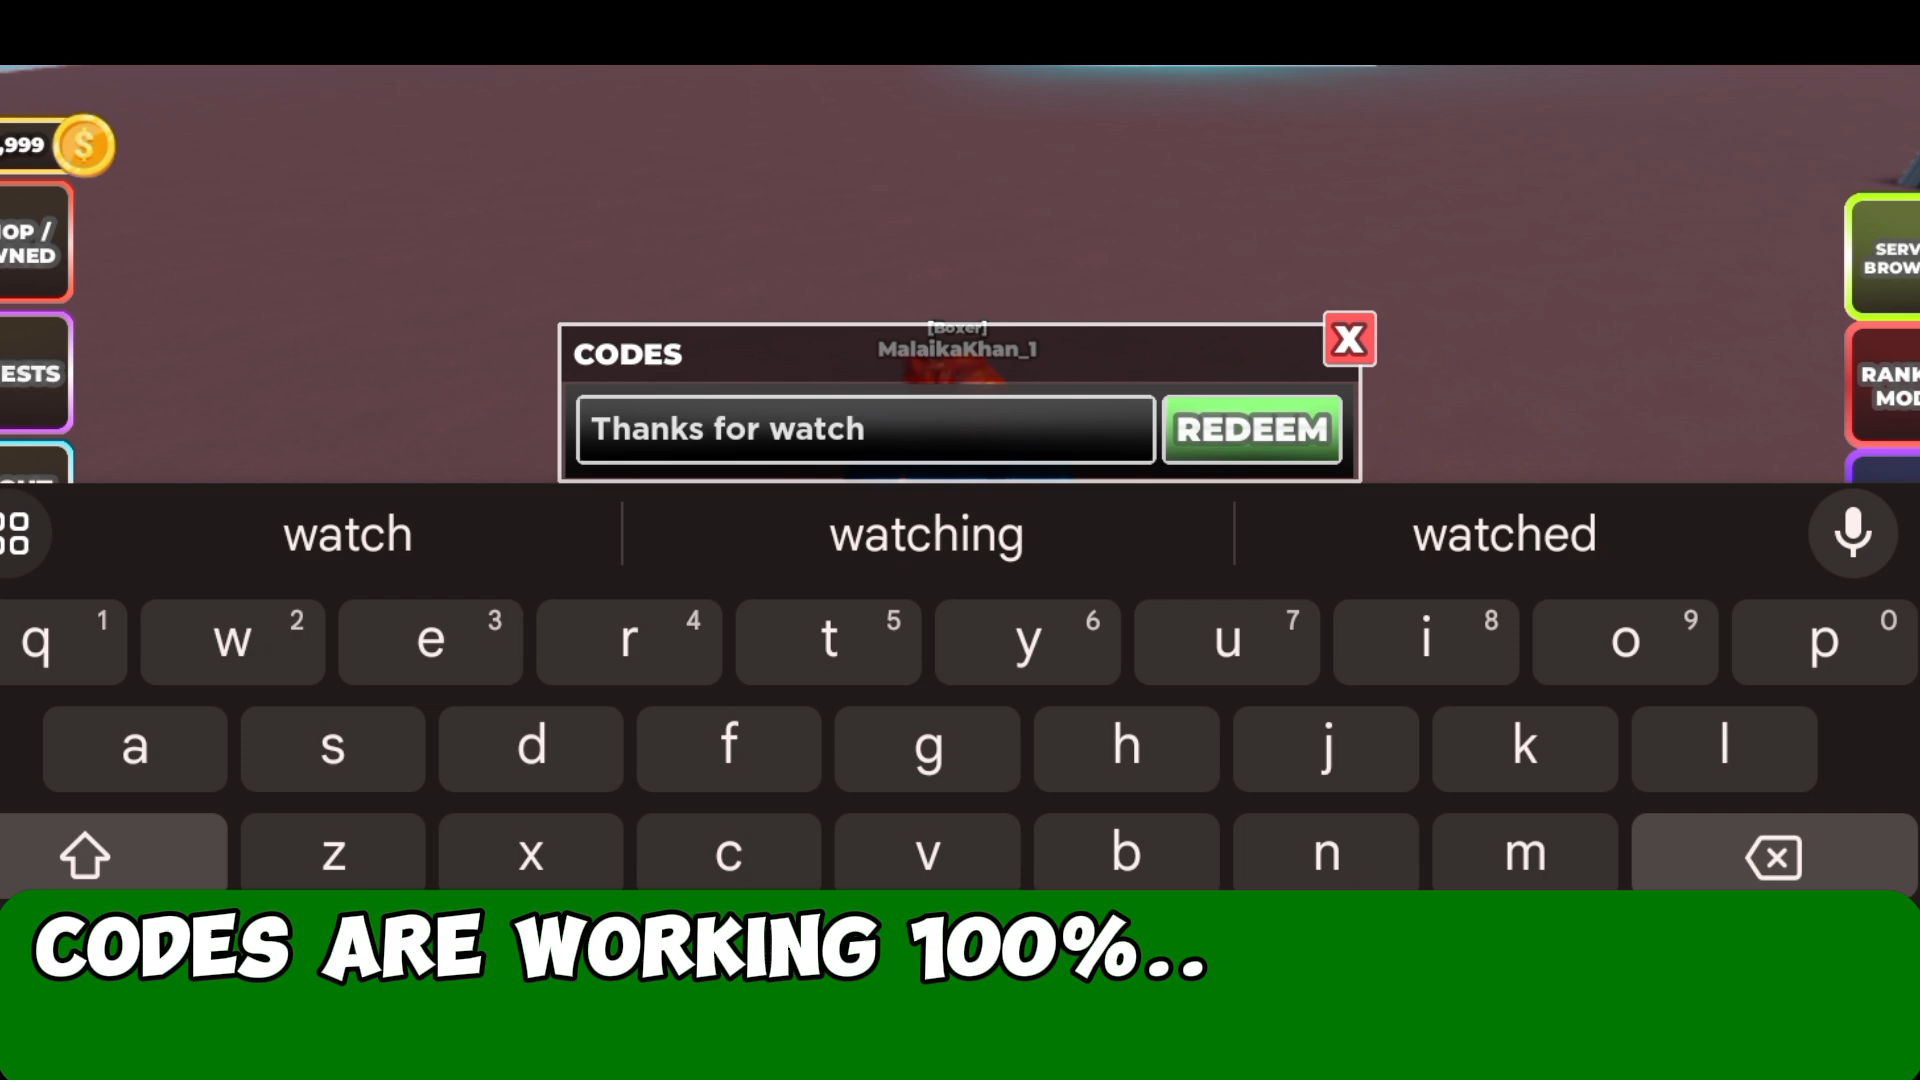 ,999
$
OP /
WNED
ESTS
SERV
BROW
RANK
MOD
[Boxer]
MalaikaKhan_1
CODES
X
Thanks for watch
REDEEM
watch
watching
watched
q 1 w 2 e 3 r 4 t 5 y 6 u 7 i 8 o 9 p 0
a s d f g h j k l
z x c v b n m
CODES ARE WORKING 100%..